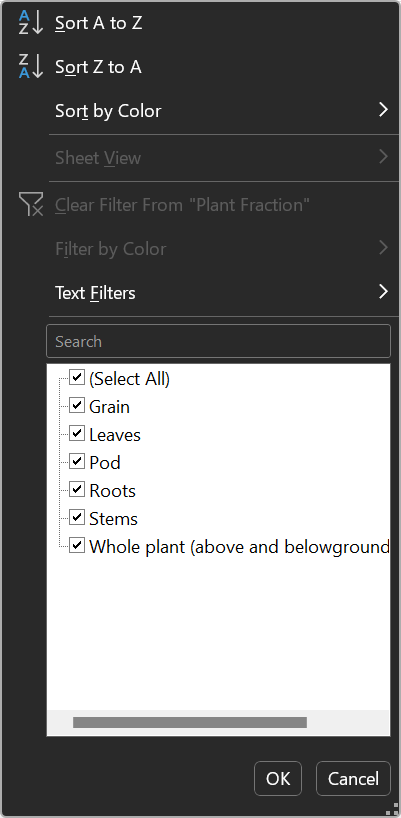 Sort A to Z
Sort Z to A
Sort by Color
Sheet View
Clear Filter From "Plant Fraction"
Filter by Color
Text Filters
Search
(Select All)
Grain
Leaves
Pod
Roots
Stems
Whole plant (above and belowground
OK Cancel